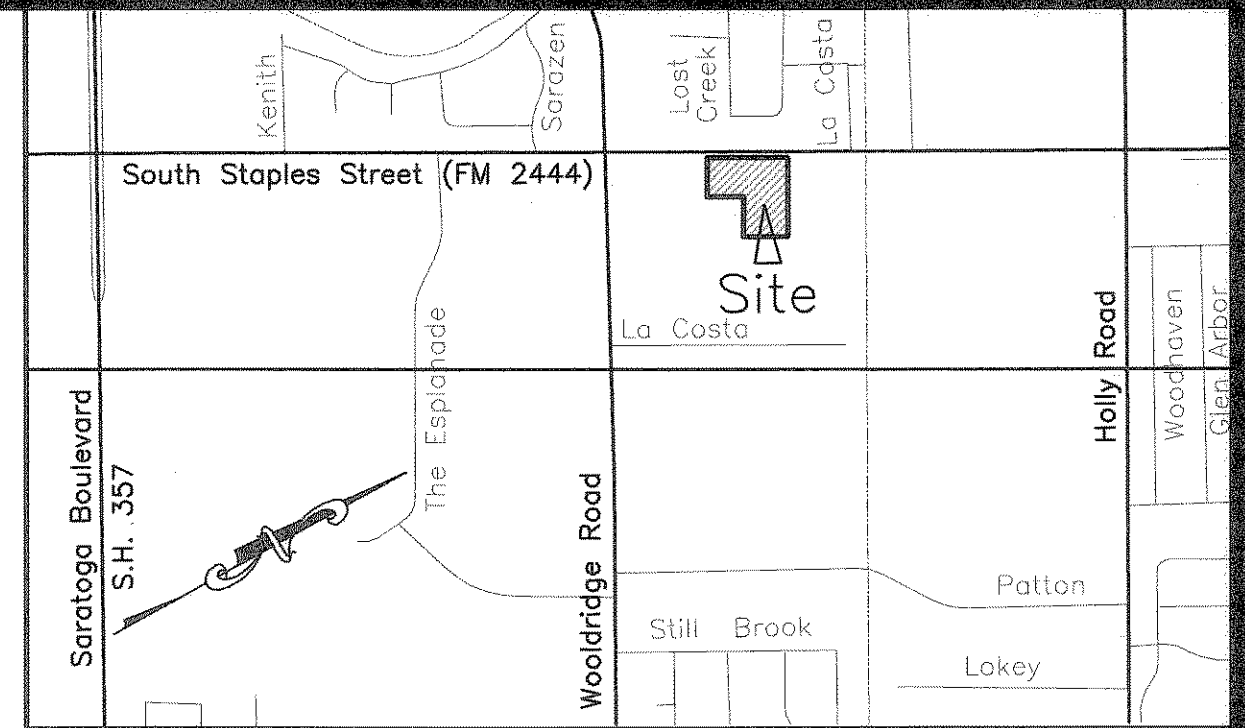 Kenith
Sarazen
Lost
Creek
La Costa
South Staples Street (FM 2444)
Site
La Costa
The Esplanade
Holly Road
Woodhaven
Glen Arbor
Saratoga Boulevard
S.H. 357
N
Wooldridge Road
Patton
Still Brook
Lokey